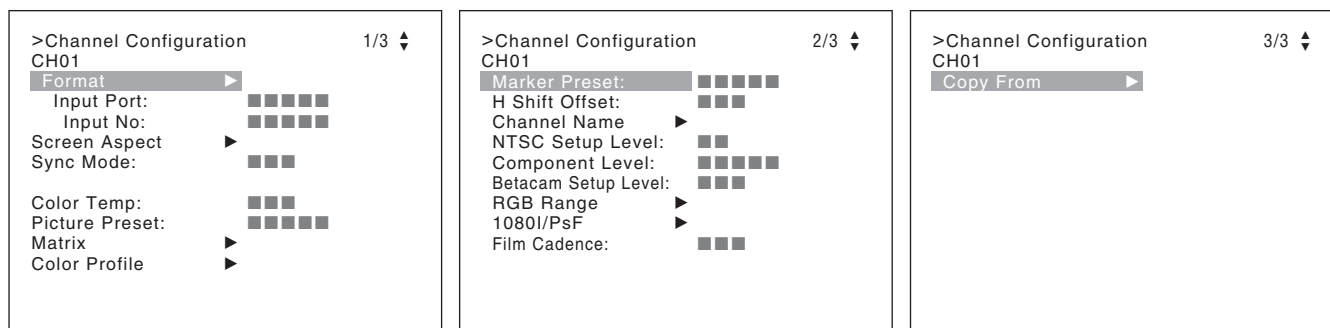 >Channel Configuration 1/3
CH01
Format
Input Port:
Input No:
Screen Aspect
Sync Mode:
Color Temp:
Picture Preset:
Matrix
Color Profile
>Channel Configuration 2/3
CH01
Marker Preset:
H Shift Offset:
Channel Name
NTSC Setup Level:
Component Level:
Betacam Setup Level:
RGB Range
1080I/PsF
Film Cadence:
>Channel Configuration 3/3
CH01
Copy From